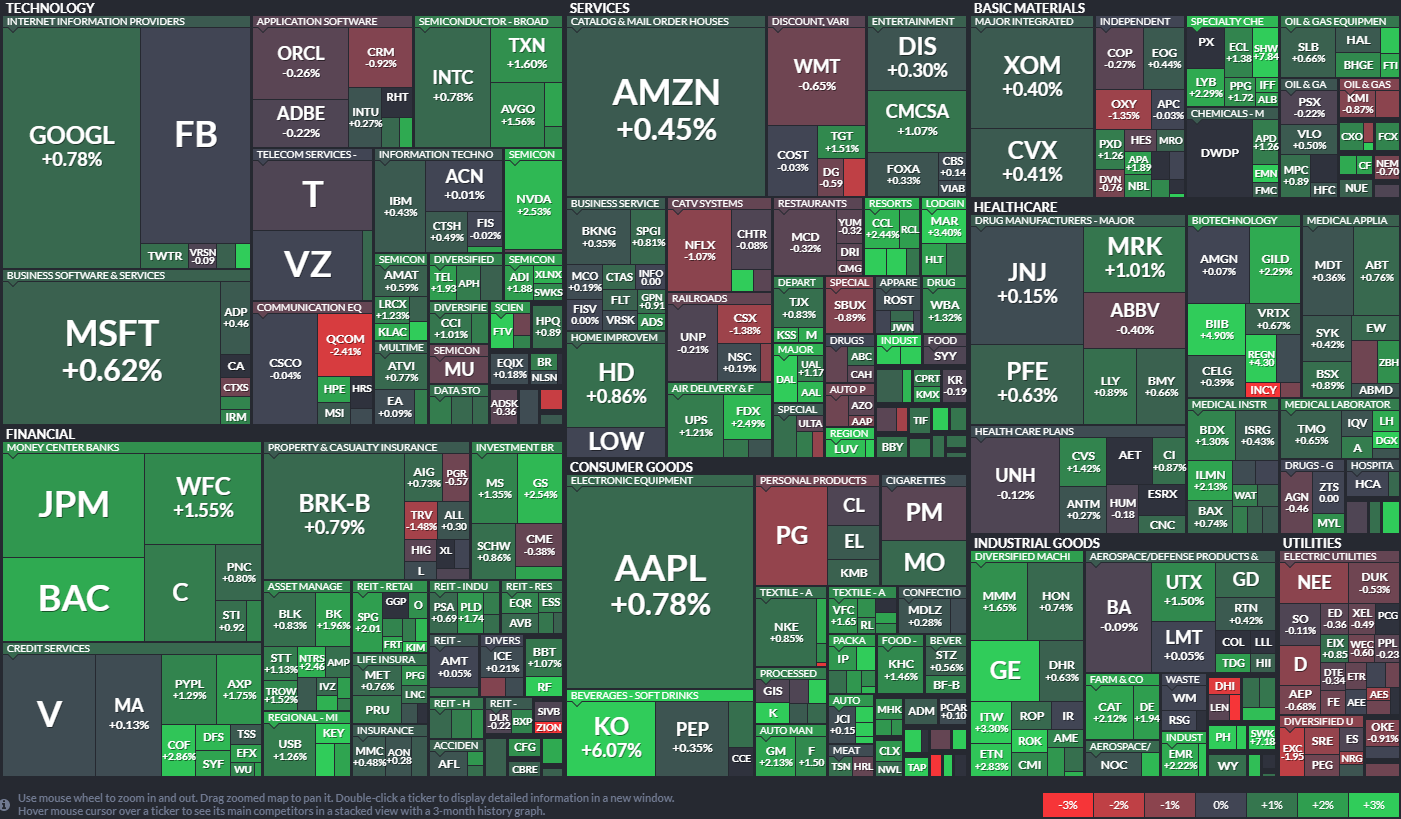 TECHNOLOGY
INTERNET INFORMATION PROVIDERS
GOOGL
+0.78%
FB
TWTR
VRSN
-0.09
APPLICATION SOFTWARE
ORCL
-0.26%
CRM
-0.92%
ADBE
-0.22%
INTU
+0.27%
RHT
SEMICONDUCTOR - BROAD
INTC
+0.78%
TXN
+1.60%
AVGO
+1.56%
BUSINESS SOFTWARE & SERVICES
MSFT
+0.62%
ADP
+0.46
CA
CTXS
IRM
TELECOM SERVICES -
T
VZ
COMMUNICATION EQ
CSCO
-0.04%
QCOM
-2.41%
HPE
HRS
MSI
INFORMATION TECHNO
IBM
+0.43%
ACN
+0.01%
CTSH
+0.49%
FIS
-0.02%
SEMICON
NVDA
+2.53%
SEMICON
AMAT
+0.59%
LRCX
+1.23%
KLAC
DIVERSIFIED
TEL
+1.93
APH
SEMICON
ADI
+1.88
XLNX
SWKS
DIVERSIFIE
CCI
+1.01%
SCIEN
FTV
HPQ
+0.89
MULTIME
ATVI
+0.77%
EA
+0.09%
SEMICON
MU
DATA STO
EQIX
+0.18%
BR
NLSN
ADSK
-0.36
SERVICES
CATALOG & MAIL ORDER HOUSES
AMZN
+0.45%
DISCOUNT, VARI
WMT
-0.65%
COST
-0.03%
TGT
+1.51%
DG
-0.59
ENTERTAINMENT
DIS
+0.30%
CMCSA
+1.07%
FOXA
+0.33%
CBS
+0.14
VIAB
BUSINESS SERVICE
BKNG
+0.35%
SPGI
+0.81%
MCO
+0.19%
CTAS
INFO
0.00
FISV
0.00%
FLT
GPN
+0.91
VRSK
ADS
CATV SYSTEMS
NFLX
-1.07%
CHTR
-0.08%
RESTAURANTS
MCD
-0.32%
YUM
-0.32
DRI
CMG
RESORTS
CCL
+2.44%
RCL
LODGIN
MAR
+3.40%
HLT
HOME IMPROVEM
HD
+0.86%
LOW
RAILROADS
UNP
-0.21%
CSX
-1.38%
NSC
+0.19%
AIR DELIVERY & F
UPS
+1.21%
FDX
+2.49%
DEPART
TJX
+0.83%
KSS
M
SPECIAL
SBUX
-0.89%
APPARE
ROST
JWN
DRUG
WBA
+1.32%
MAJOR
DAL
UAL
+1.17
AAL
DRUGS
ABC
CAH
INDUST
FOOD
SYY
SPECIAL
ULTA
AUTO P
AZO
AAP
CPRT
KMX
KR
-0.19
REGION
LUV
TIF
BBY
BASIC MATERIALS
MAJOR INTEGRATED
XOM
+0.40%
CVX
+0.41%
INDEPENDENT
COP
-0.27%
EOG
+0.44%
OXY
-1.35%
APC
-0.03%
PXD
+1.26
HES
MRO
APA
+1.89
DVN
-0.76
NBL
SPECIALTY CHE
PX
ECL
+1.38
SHW
+7.84
LYB
+2.29%
PPG
+1.72
IFF
ALB
CHEMICALS - M
DWDP
APD
+1.26
EMN
FMC
OIL & GAS EQUIPMEN
SLB
+0.66%
HAL
BHGE
FTI
OIL & GA
PSX
-0.22%
VLO
+0.50%
MPC
+0.89
HFC
OIL & GAS
KMI
-0.87%
CXO
FCX
CF
NEM
-0.70
NUE
HEALTHCARE
DRUG MANUFACTURERS - MAJOR
JNJ
+0.15%
PFE
+0.63%
MRK
+1.01%
ABBV
-0.40%
LLY
+0.89%
BMY
+0.66%
BIOTECHNOLOGY
AMGN
+0.07%
GILD
+2.29%
BIIB
+4.90%
VRTX
+0.67%
CELG
+0.39%
REGN
+4.30
INCY
MEDICAL APPLIA
MDT
+0.36%
ABT
+0.76%
SYK
+0.42%
EW
BSX
+0.89%
ZBH
ABMD
HEALTH CARE PLANS
UNH
-0.12%
CVS
+1.42%
AET
CI
+0.87%
ANTM
+0.27%
HUM
-0.18
ESRX
CNC
MEDICAL INSTR
BDX
+1.30%
ISRG
+0.43%
ILMN
+2.13%
WAT
BAX
+0.74%
MEDICAL LABORATOR
TMO
+0.65%
IQV
LH
A
DGX
DRUGS - G
AGN
-0.46
ZTS
0.00
MYL
HOSPITA
HCA
FINANCIAL
MONEY CENTER BANKS
JPM
BAC
WFC
+1.55%
C
PNC
+0.80%
STI
+0.92
CREDIT SERVICES
V
MA
+0.13%
PYPL
+1.29%
AXP
+1.75%
COF
+2.86%
DFS
TSS
EFX
SYF
WU
PROPERTY & CASUALTY INSURANCE
BRK-B
+0.79%
AIG
+0.73%
PGR
-0.57
TRV
-1.48%
ALL
+0.30
HIG
XL
L
INVESTMENT BR
MS
+1.35%
GS
+2.54%
SCHW
+0.86%
CME
-0.38%
ASSET MANAGE
BLK
+0.83%
BK
+1.96%
STT
+1.13%
NTRS
+2.46
AMP
TROW
+1.52%
IVZ
REIT - RETAI
SPG
+2.01
GGP
O
FRT
KIM
REIT - INDU
PSA
+0.69
PLD
+1.74
REIT - RES
EQR
ESS
AVB
LIFE INSURA
MET
+0.76%
PFG
LNC
PRU
REIT -
AMT
+0.05%
DIVERS
ICE
+0.21%
BBT
+1.07%
RF
REGIONAL - MI
USB
+1.26%
KEY
INSURANCE
MMC
+0.48%
AON
+0.28
REIT - H
REIT -
DLR
-0.22
BXP
SIVB
ZION
ACCIDEN
AFL
CFG
CBRE
CONSUMER GOODS
ELECTRONIC EQUIPMENT
AAPL
+0.78%
BEVERAGES - SOFT DRINKS
KO
+6.07%
PEP
+0.35%
CCE
PERSONAL PRODUCTS
PG
CL
EL
KMB
CIGARETTES
PM
MO
TEXTILE - A
NKE
+0.85%
TEXTILE - A
VFC
+1.65
RL
CONFECTIO
MDLZ
+0.28%
PROCESSED
GIS
K
PACKA
IP
FOOD -
KHC
+1.46%
BEVER
STZ
+0.56%
BF-B
AUTO MAN
GM
+2.13%
F
+1.50
AUTO
JCI
+0.15
MEAT
TSN
HRL
MHK
ADM
PCAR
+0.10
CLX
NWL
TAP
INDUSTRIAL GOODS
DIVERSIFIED MACHI
MMM
+1.65%
HON
+0.74%
GE
DHR
+0.63%
ITW
+3.30%
ROP
IR
ROK
AME
ETN
+2.83%
CMI
AEROSPACE/DEFENSE PRODUCTS &
BA
-0.09%
UTX
+1.50%
GD
RTN
+0.42%
LMT
+0.05%
COL
LLL
TDG
HII
FARM & CO
CAT
+2.12%
DE
+1.94
AEROSPACE/
NOC
WASTE
WM
RSG
DHI
LEN
INDUST
EMR
+2.22%
PH
SWK
+7.18
WY
UTILITIES
ELECTRIC UTILITIES
NEE
DUK
-0.53%
SO
-0.11%
ED
-0.36
XEL
-0.49
PCG
D
EIX
+0.85
WEC
-0.60
PPL
-0.23
DTE
-0.34
ETR
AEP
-0.68%
FE
AEE
AES
DIVERSIFIED U
EXC
-1.95
SRE
ES
OKE
-0.91%
PEG
NRG
Use mouse wheel to zoom in and out. Drag zoomed map to pan it. Double-click a ticker to display detailed information in a new window.
Hover mouse cursor over a ticker to see its main competitors in a stacked view with a 3-month history graph.
-3%
-2%
-1%
0%
+1%
+2%
+3%